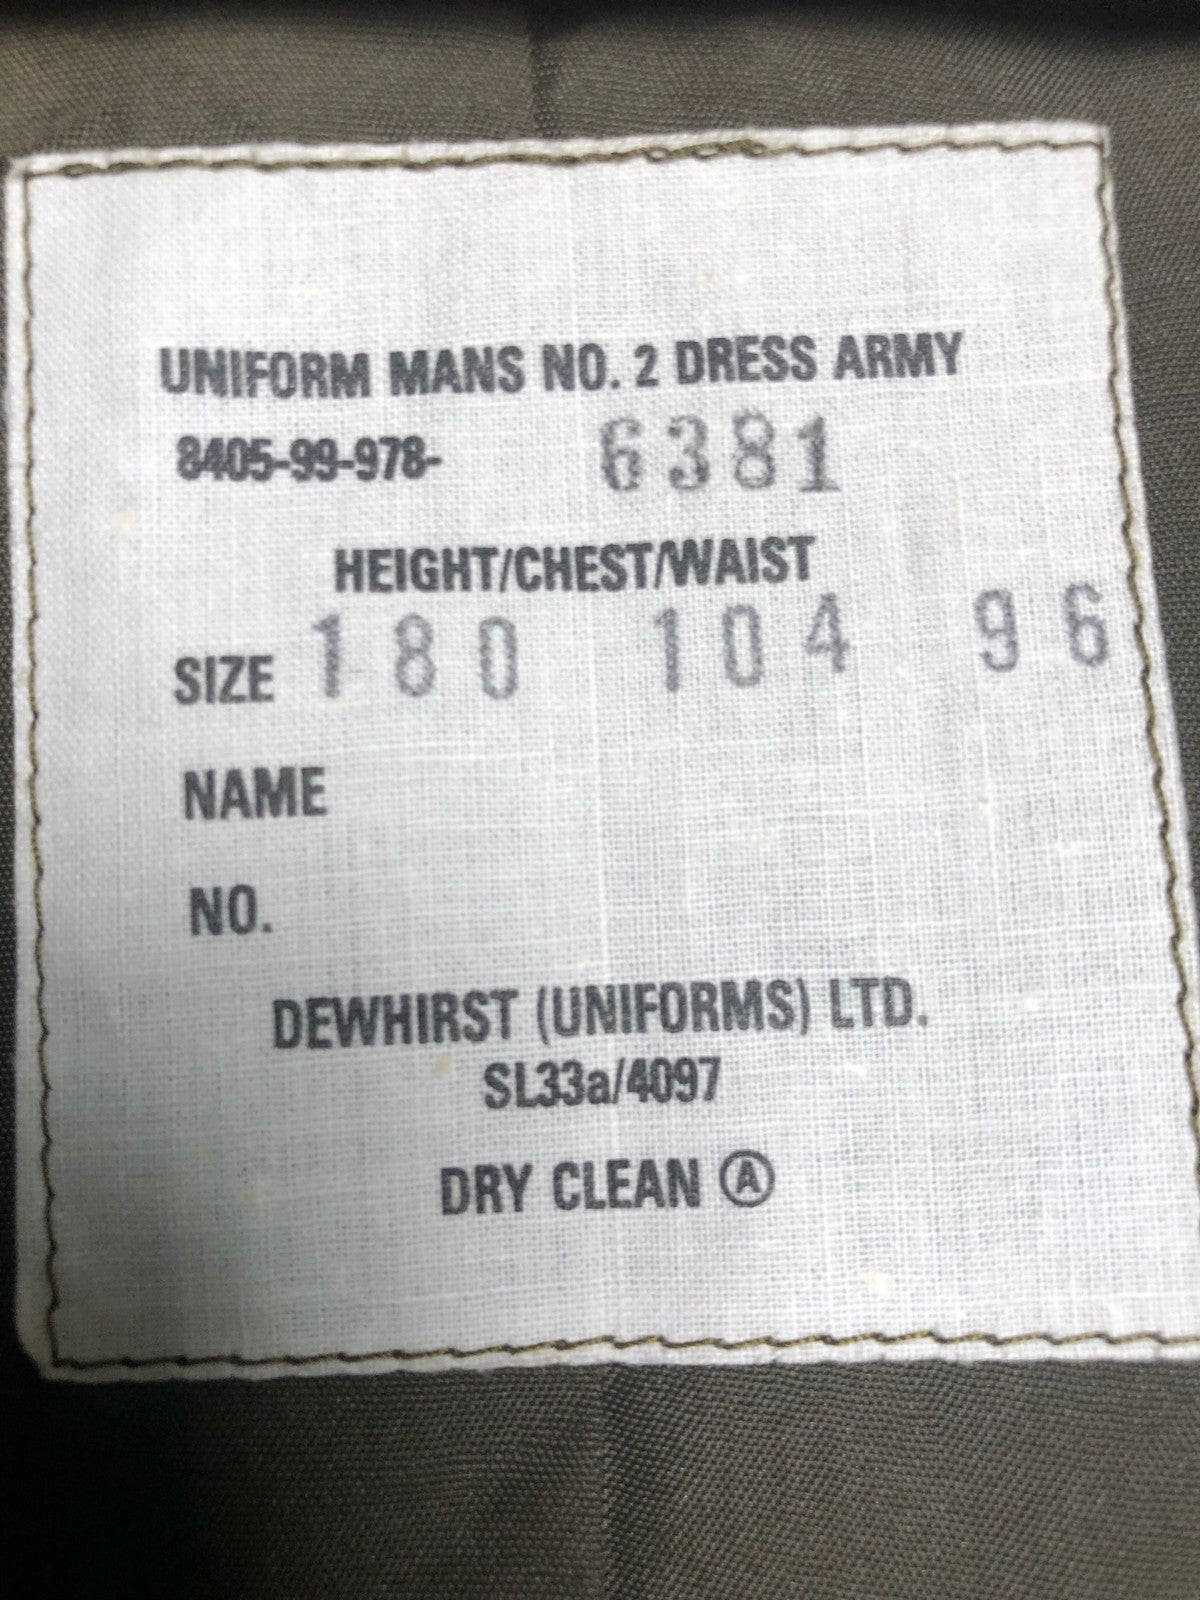 UNIFORM MANS NO. 2 DRESS ARMY
8405-99-978- 6381
HEIGHT/CHEST/WAIST
SIZE 180 104 96
NAME
NO.
DEWHIRST (UNIFORMS) LTD.
SL33a/4097
DRY CLEAN Ⓐ